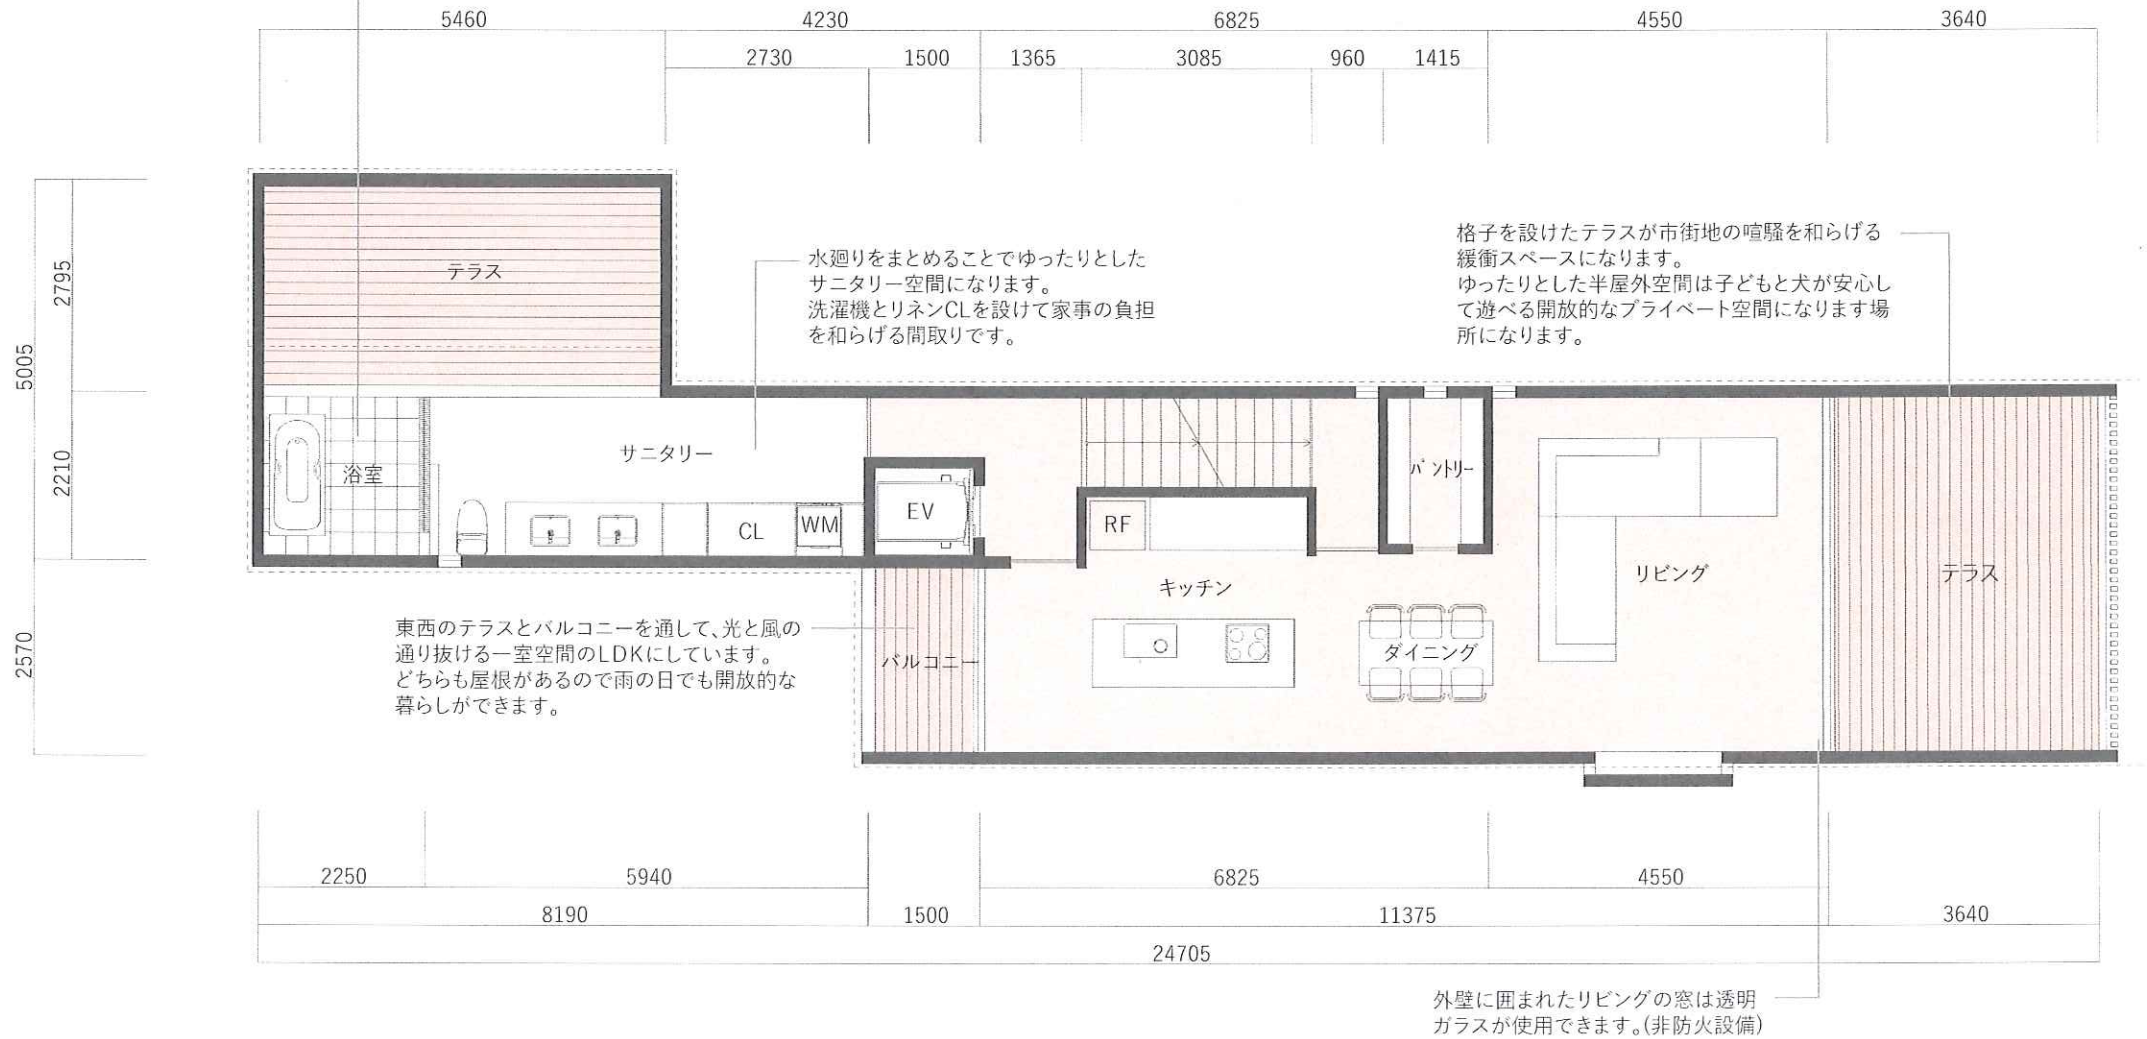 5460 4230 6825 4550 3640
2730 1500 1365 3085 960 1415
水廻りをまとめることでゆったりとした
サニタリー空間になります。
洗濯機とリネンCLを設けて家事の負担
を和らげる間取りです。
格子を設けたテラスが市街地の喧騒を和らげる
緩衝スペースになります。
ゆったりとした半屋外空間は子どもと犬が安心し
て遊べる開放的なプライベート空間になります場
所になります。
テラス
2795
5005
2210
2570
浴室
サニタリー
CL
WM
EV
RF
パントリー
キッチン
ダイニング
リビング
テラス
バルコニー
東西のテラスとバルコニーを通して、光と風の
通り抜ける一室空間のLDKにしています。
どちらも屋根があるので雨の日でも開放的な
暮らしができます。
2250 5940 6825 4550
8190 1500 11375 3640
24705
外壁に囲まれたリビングの窓は透明
ガラスが使用できます。(非防火設備)